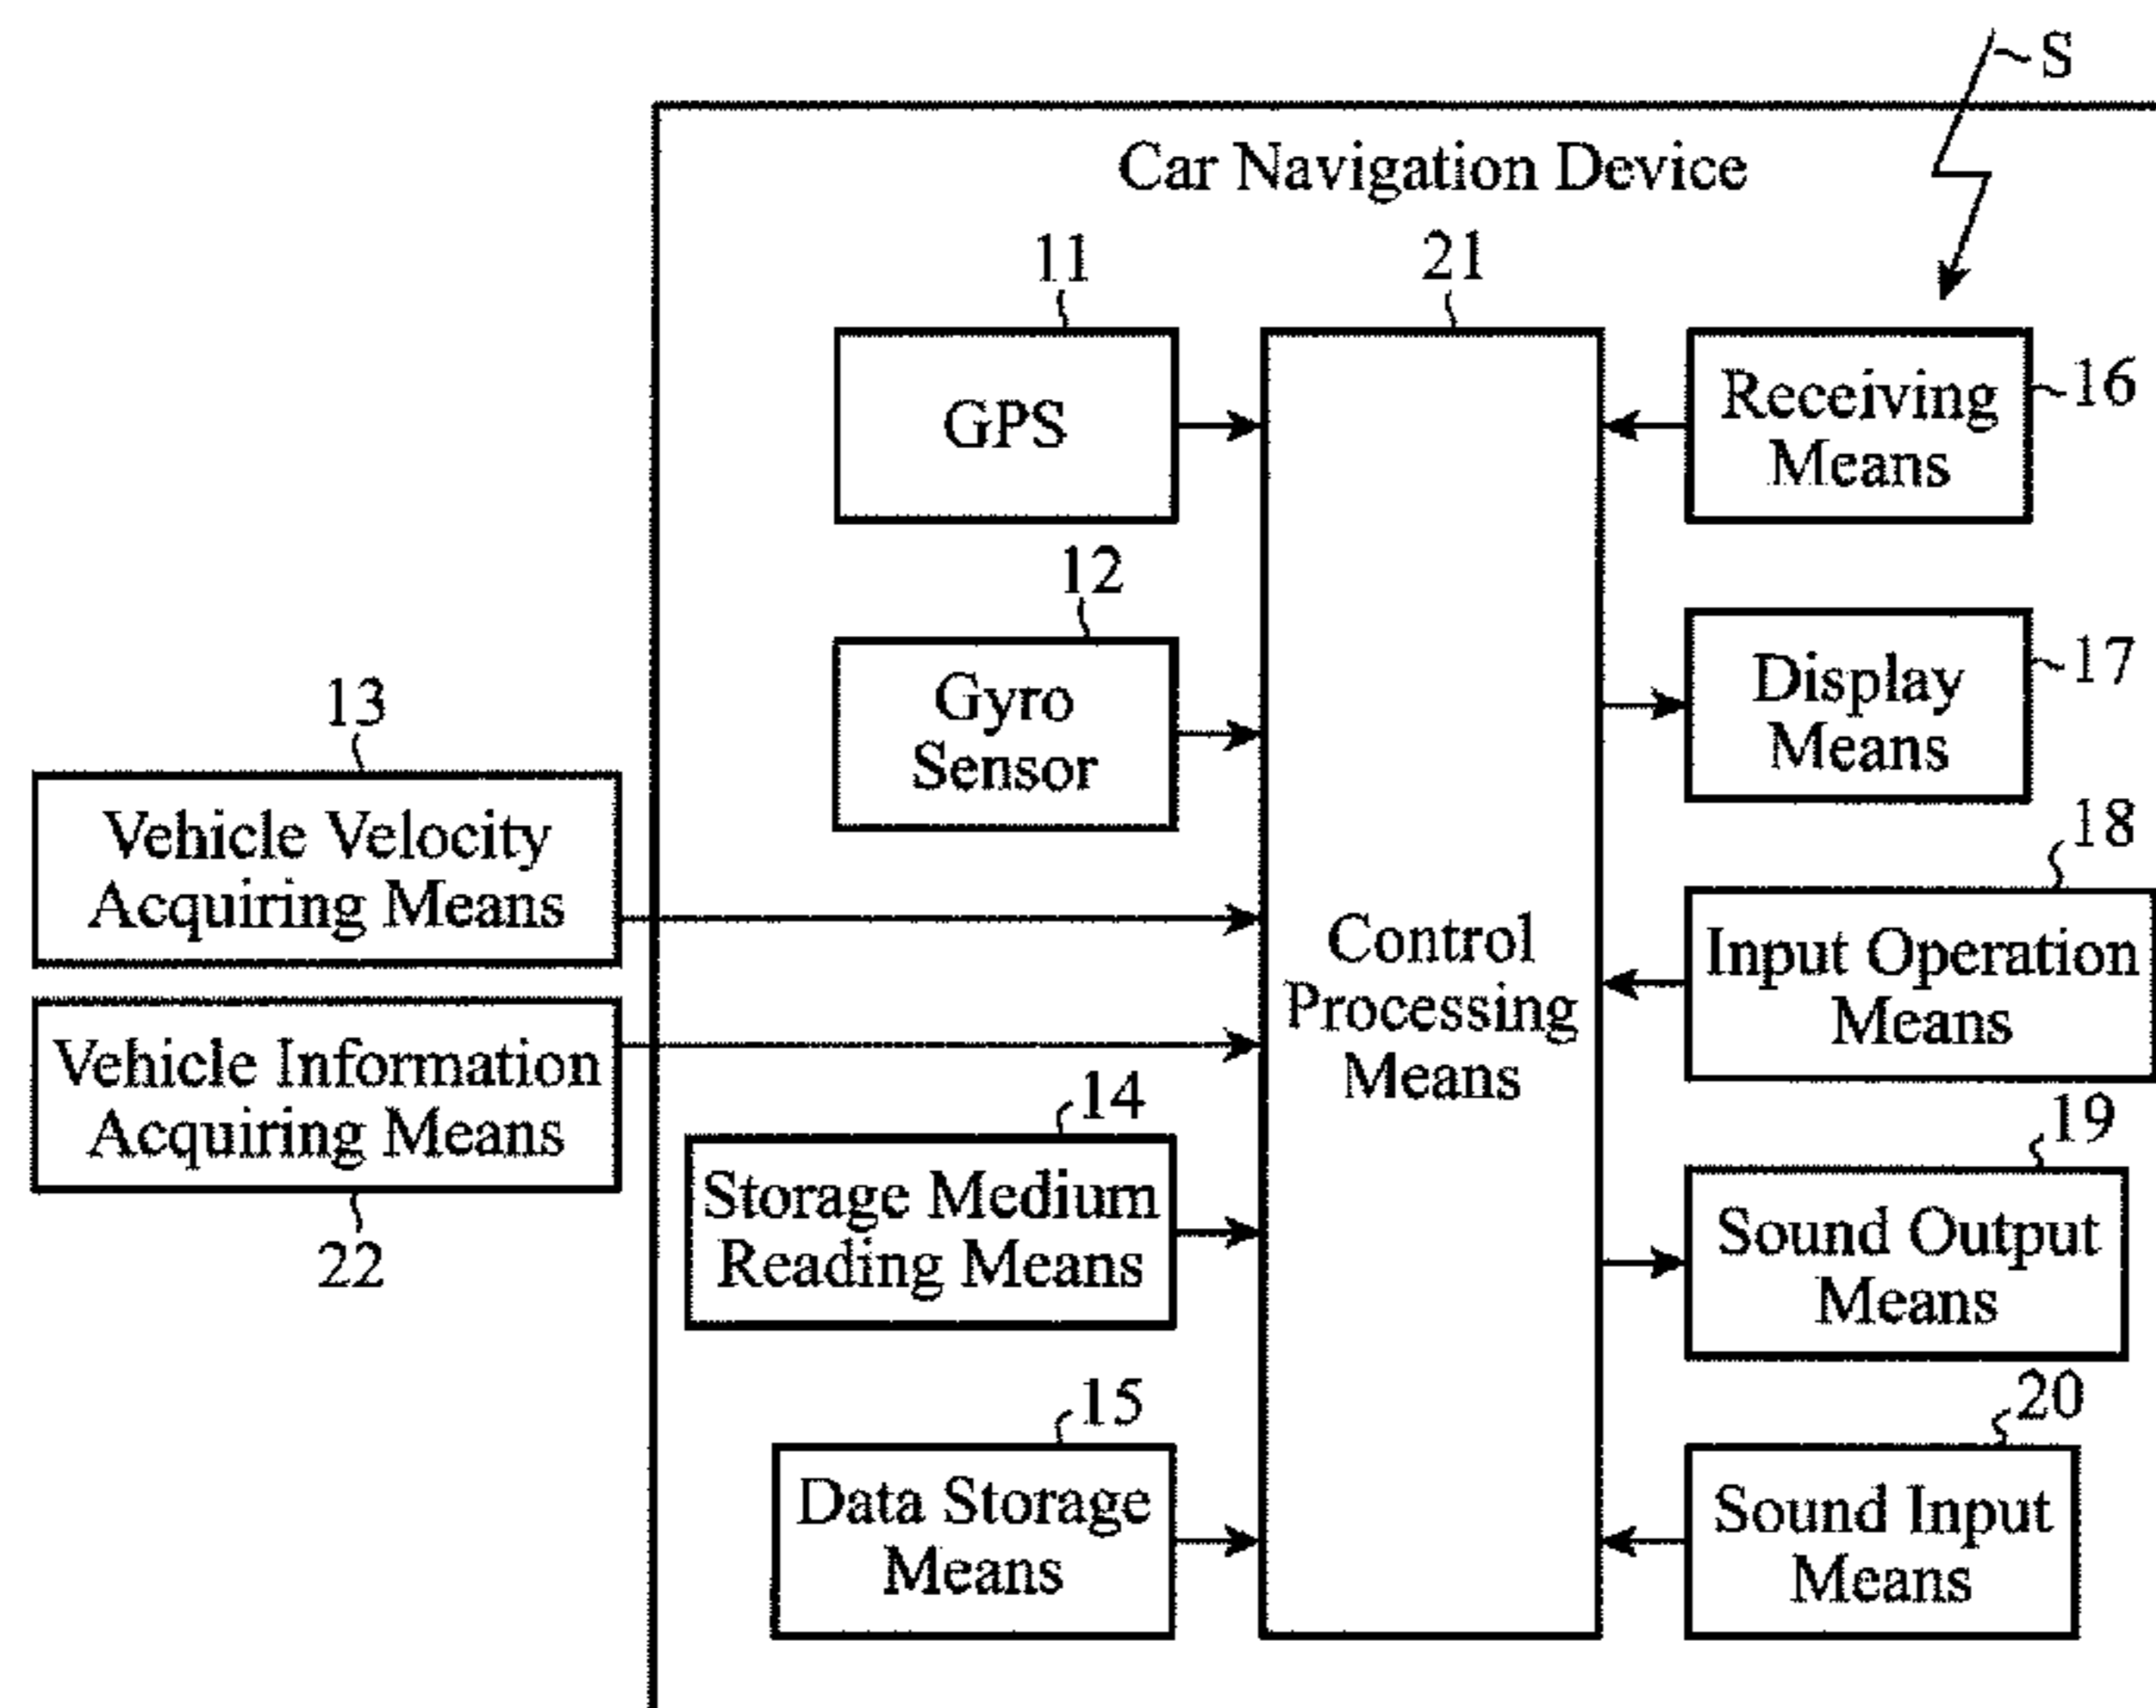 S
Car Navigation Device
11
21
GPS
Receiving
Means
16
12
Gyro
Sensor
Display
Means
17
13
Vehicle Velocity
Acquiring Means
18
Control
Processing
Means
Input Operation
Means
Vehicle Information
Acquiring Means
22
14
Storage Medium
Reading Means
19
Sound Output
Means
15
Data Storage
Means
20
Sound Input
Means